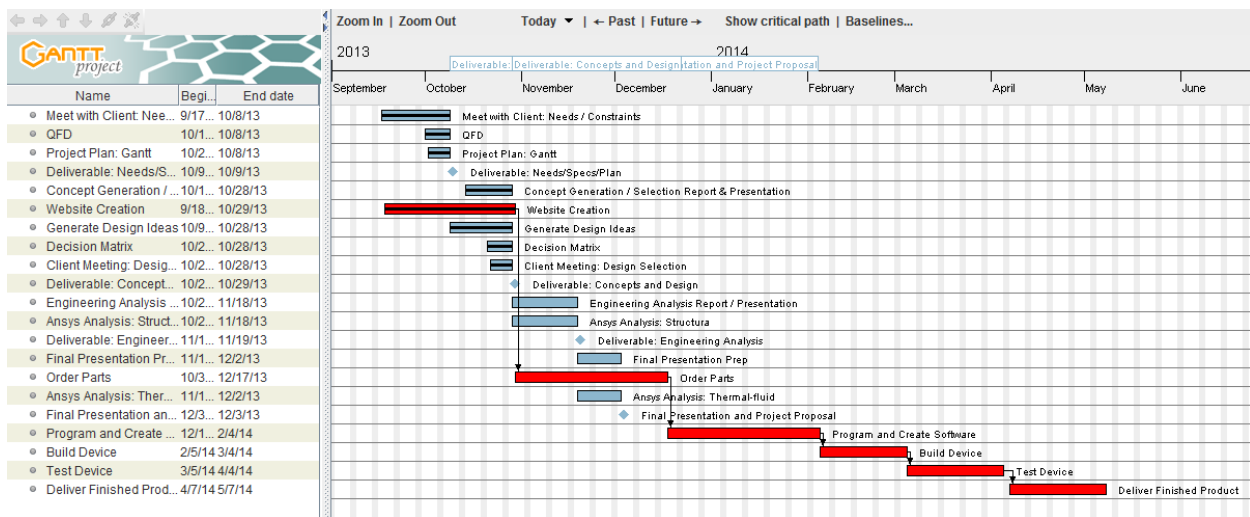 Zoom In | Zoom Out Today ▼ | ← Past | Future → Show critical path | Baselines...
GANTT project
2013 2014
Deliverable: Deliverable: Concepts and Design tation and Project Proposal
September October November December January February March April May June
Name Begi... End date
Meet with Client: Nee... 9/17... 10/8/13 Meet with Client: Needs / Constraints
QFD 10/1... 10/8/13 QFD
Project Plan: Gantt 10/2... 10/8/13 Project Plan: Gantt
Deliverable: Needs/S... 10/9... 10/9/13 Deliverable: Needs/Specs/Plan
Concept Generation / ... 10/1... 10/28/13 Concept Generation / Selection Report & Presentation
Website Creation 9/18... 10/29/13 Website Creation
Generate Design Ideas 10/9... 10/28/13 Generate Design Ideas
Decision Matrix 10/2... 10/28/13 Decision Matrix
Client Meeting: Desig... 10/2... 10/28/13 Client Meeting: Design Selection
Deliverable: Concept... 10/2... 10/29/13 Deliverable: Concepts and Design
Engineering Analysis ... 10/2... 11/18/13 Engineering Analysis Report / Presentation
Ansys Analysis: Struct... 10/2... 11/18/13 Ansys Analysis: Structura
Deliverable: Engineer... 11/1... 11/19/13 Deliverable: Engineering Analysis
Final Presentation Pr... 11/1... 12/2/13 Final Presentation Prep
Order Parts 10/3... 12/17/13 Order Parts
Ansys Analysis: Ther... 11/1... 12/2/13 Ansys Analysis: Thermal-fluid
Final Presentation an... 12/3... 12/3/13 Final Presentation and Project Proposal
Program and Create ... 12/1... 2/4/14 Program and Create Software
Build Device 2/5/14 3/4/14 Build Device
Test Device 3/5/14 4/4/14 Test Device
Deliver Finished Prod... 4/7/14 5/7/14 Deliver Finished Product